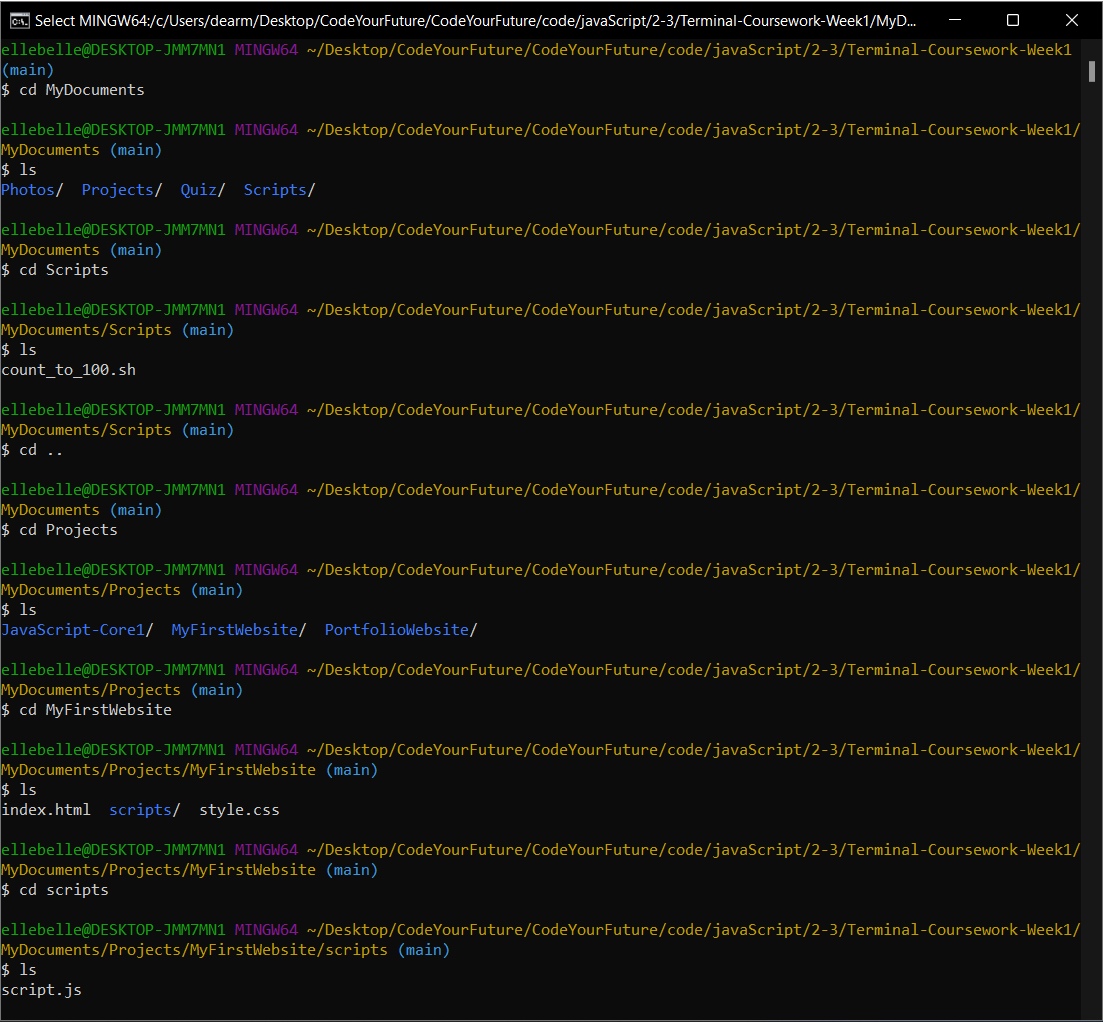 Select MINGW64:/c/Users/dearm/Desktop/CodeYourFuture/CodeYourFuture/code/javaScript/2-3/Terminal-Coursework-Week1/MyD...
ellebelle@DESKTOP-JMM7MN1 MINGW64 ~/Desktop/CodeYourFuture/CodeYourFuture/code/javaScript/2-3/Terminal-Coursework-Week1
(main)
$ cd MyDocuments
ellebelle@DESKTOP-JMM7MN1 MINGW64 ~/Desktop/CodeYourFuture/CodeYourFuture/code/javaScript/2-3/Terminal-Coursework-Week1/
MyDocuments (main)
$ ls
Photos/  Projects/  Quiz/  Scripts/
ellebelle@DESKTOP-JMM7MN1 MINGW64 ~/Desktop/CodeYourFuture/CodeYourFuture/code/javaScript/2-3/Terminal-Coursework-Week1/
MyDocuments (main)
$ cd Scripts
ellebelle@DESKTOP-JMM7MN1 MINGW64 ~/Desktop/CodeYourFuture/CodeYourFuture/code/javaScript/2-3/Terminal-Coursework-Week1/
MyDocuments/Scripts (main)
$ ls
count_to_100.sh
ellebelle@DESKTOP-JMM7MN1 MINGW64 ~/Desktop/CodeYourFuture/CodeYourFuture/code/javaScript/2-3/Terminal-Coursework-Week1/
MyDocuments/Scripts (main)
$ cd ..
ellebelle@DESKTOP-JMM7MN1 MINGW64 ~/Desktop/CodeYourFuture/CodeYourFuture/code/javaScript/2-3/Terminal-Coursework-Week1/
MyDocuments (main)
$ cd Projects
ellebelle@DESKTOP-JMM7MN1 MINGW64 ~/Desktop/CodeYourFuture/CodeYourFuture/code/javaScript/2-3/Terminal-Coursework-Week1/
MyDocuments/Projects (main)
$ ls
JavaScript-Core1/  MyFirstWebsite/  PortfolioWebsite/
ellebelle@DESKTOP-JMM7MN1 MINGW64 ~/Desktop/CodeYourFuture/CodeYourFuture/code/javaScript/2-3/Terminal-Coursework-Week1/
MyDocuments/Projects (main)
$ cd MyFirstWebsite
ellebelle@DESKTOP-JMM7MN1 MINGW64 ~/Desktop/CodeYourFuture/CodeYourFuture/code/javaScript/2-3/Terminal-Coursework-Week1/
MyDocuments/Projects/MyFirstWebsite (main)
$ ls
index.html  scripts/  style.css
ellebelle@DESKTOP-JMM7MN1 MINGW64 ~/Desktop/CodeYourFuture/CodeYourFuture/code/javaScript/2-3/Terminal-Coursework-Week1/
MyDocuments/Projects/MyFirstWebsite (main)
$ cd scripts
ellebelle@DESKTOP-JMM7MN1 MINGW64 ~/Desktop/CodeYourFuture/CodeYourFuture/code/javaScript/2-3/Terminal-Coursework-Week1/
MyDocuments/Projects/MyFirstWebsite/scripts (main)
$ ls
script.js